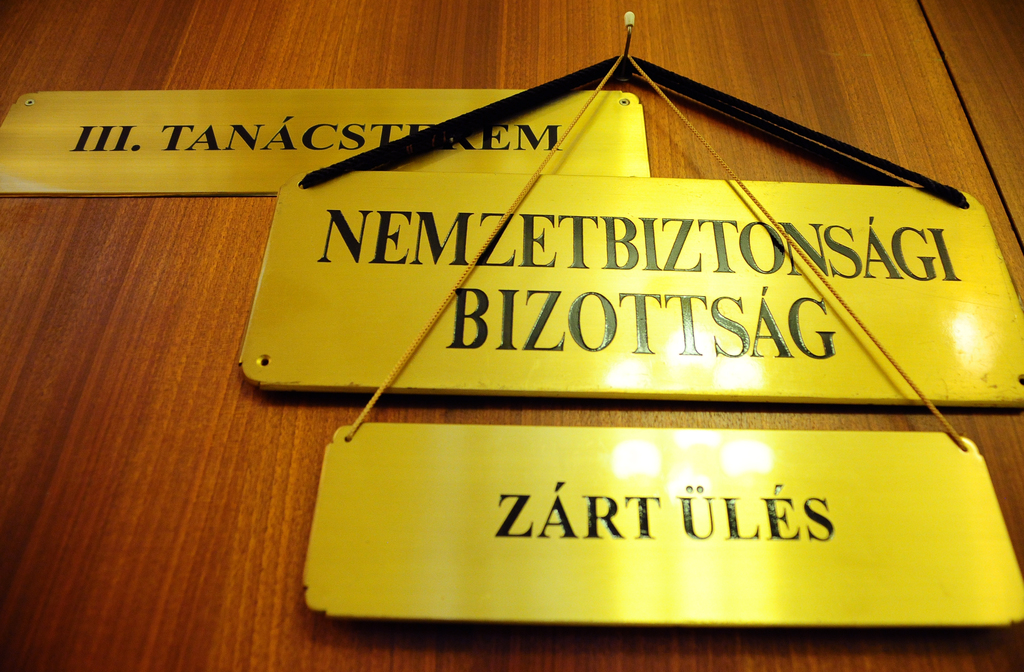 III. TANÁCSTEREM
NEMZETBIZTONSÁGI
BIZOTTSÁG
ZÁRT ÜLÉS